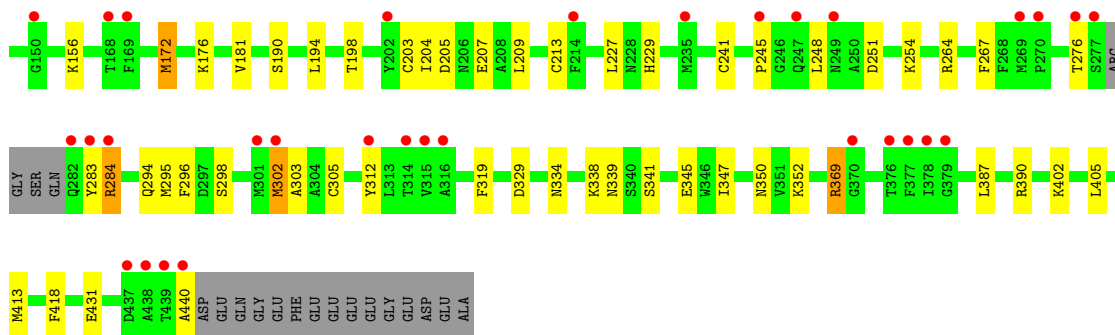 G150 K156 T168 F169 M172 K176 V181 S190 L194 T198 Y202 C203 I204 D205 N206 E207 A208 L209 C213 F214 L227 N228 H229 M235 C241 P245 G246 Q247 L248 N249 A250 D251 K254 R264 F267 F268 M269 P270 T276 S277 ARG
GLY SER GLN Q282 Y283 R284 Q294 M295 F296 D297 S298 M301 M302 A303 A304 C305 Y312 L313 T314 V315 A316 F319 D329 N334 K338 N339 S340 S341 E345 W346 I347 N350 V351 K352 R369 G370 T376 F377 I378 G379 L387 R390 K402 L405
M413 F418 E431 D437 A438 T439 A440 ASP GLU GLN GLY GLU PHE GLU GLU GLU GLU GLY GLU ASP GLU ALA